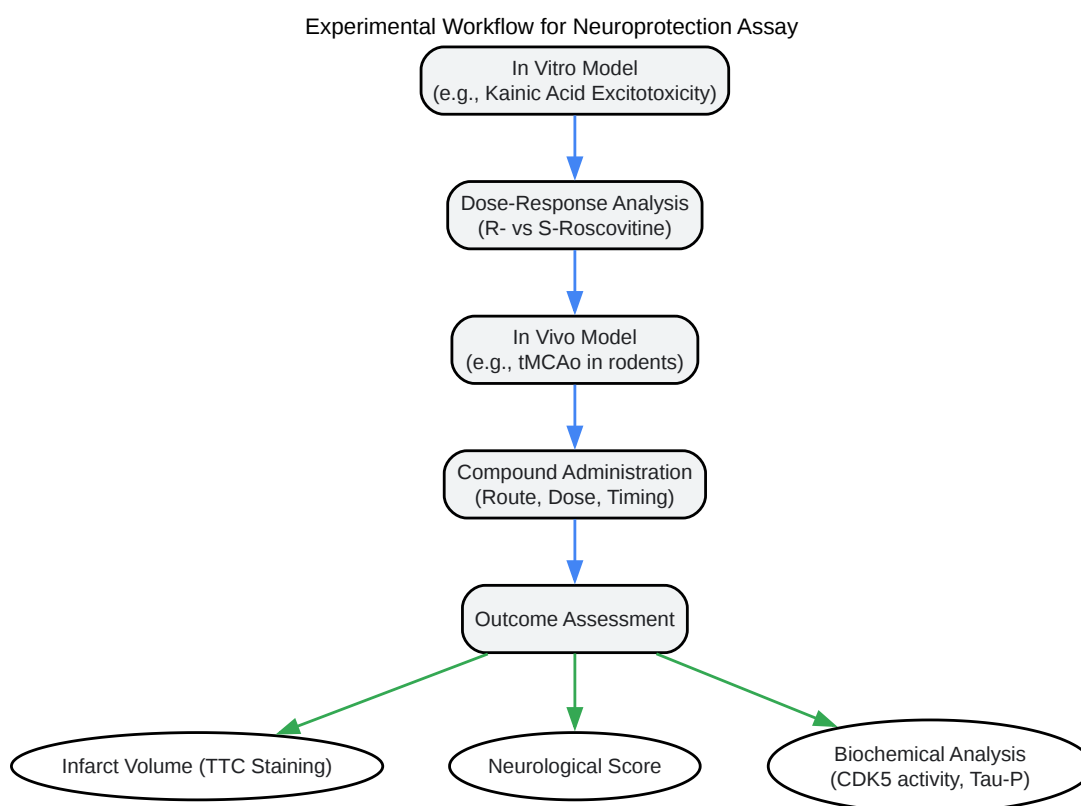 Experimental Workflow for Neuroprotection Assay
In Vitro Model
(e.g., Kainic Acid Excitotoxicity)
Dose-Response Analysis
(R- vs S-Roscovitine)
In Vivo Model
(e.g., tMCAo in rodents)
Compound Administration
(Route, Dose, Timing)
Outcome Assessment
Infarct Volume (TTC Staining)
Neurological Score
Biochemical Analysis
(CDK5 activity, Tau-P)